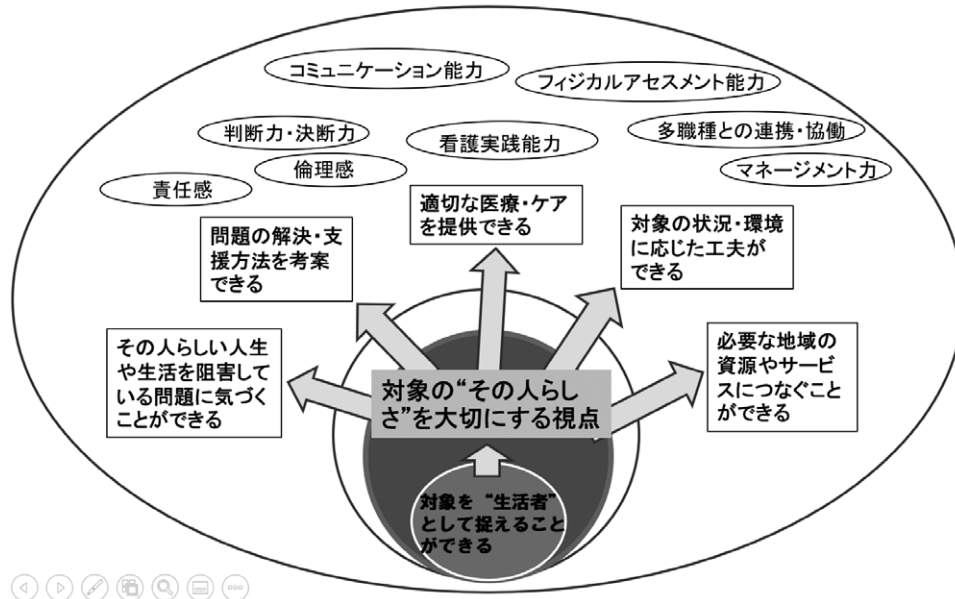 コミュニケーション能力
フィジカルアセスメント能力
判断力・決断力
看護実践能力
多職種との連携・協働
倫理感
マネージメント力
責任感
適切な医療・ケア
を提供できる
問題の解決・支
援方法を考案
できる
対象の状況・環境
に応じた工夫が
できる
その人らしい人生
や生活を阻害して
いる問題に気づく
ことができる
必要な地域の
資源やサービ
スにつなぐこと
ができる
対象の“その人らし
さ”を大切にする視点
対象を“生活者”
として捉えること
ができる